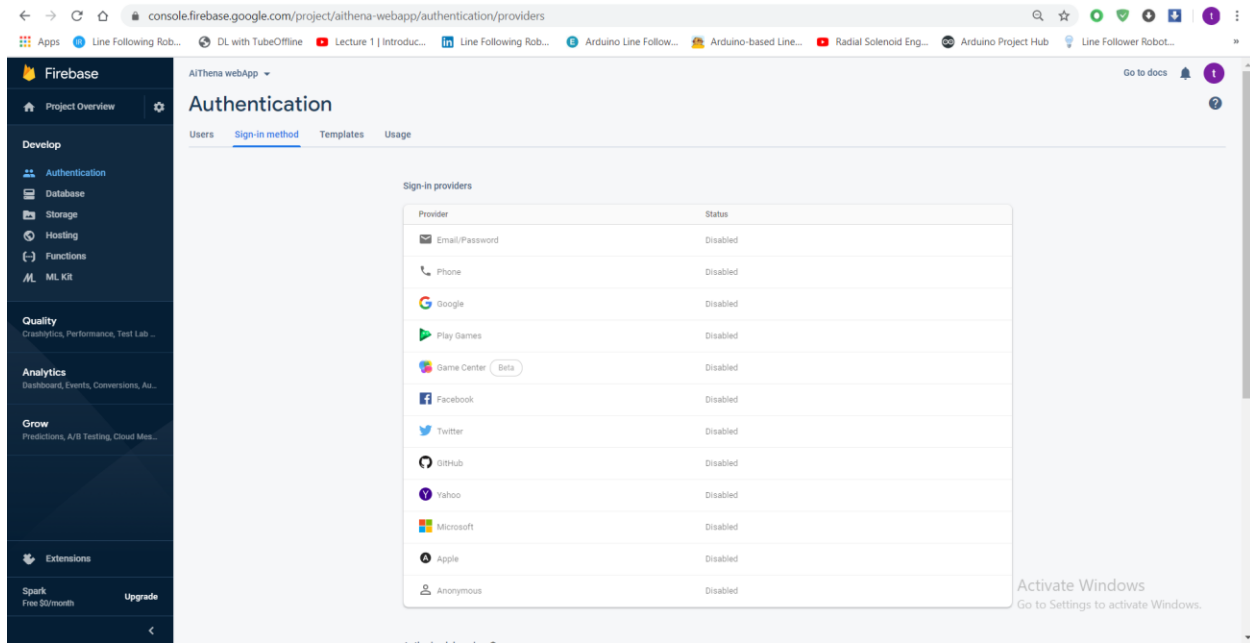 console.firebase.google.com/project/aithena-webapp/authentication/providers
t
Apps Line Following Rob... DL with TubeOffline Lecture 1 | Introduc... Line Following Rob... Arduino Line Follow... Arduino-based Line... Radial Solenoid Eng... Arduino Project Hub Line Follower Robot...
Firebase
Project Overview
Develop
Authentication
Database
Storage
Hosting
Functions
ML Kit
Quality
Crashlytics, Performance, Test Lab ...
Analytics
Dashboard, Events, Conversions, Au...
Grow
Predictions, A/B Testing, Cloud Mes...
Extensions
Spark
Free $0/month
Upgrade
AiThena webApp
Go to docs
t
Authentication
Users Sign-in method Templates Usage
Sign-in providers
Provider Status
Email/Password Disabled
Phone Disabled
Google Disabled
Play Games Disabled
Game Center Beta Disabled
Facebook Disabled
Twitter Disabled
GitHub Disabled
Yahoo Disabled
Microsoft Disabled
Apple Disabled
Anonymous Disabled
Activate Windows
Go to Settings to activate Windows.